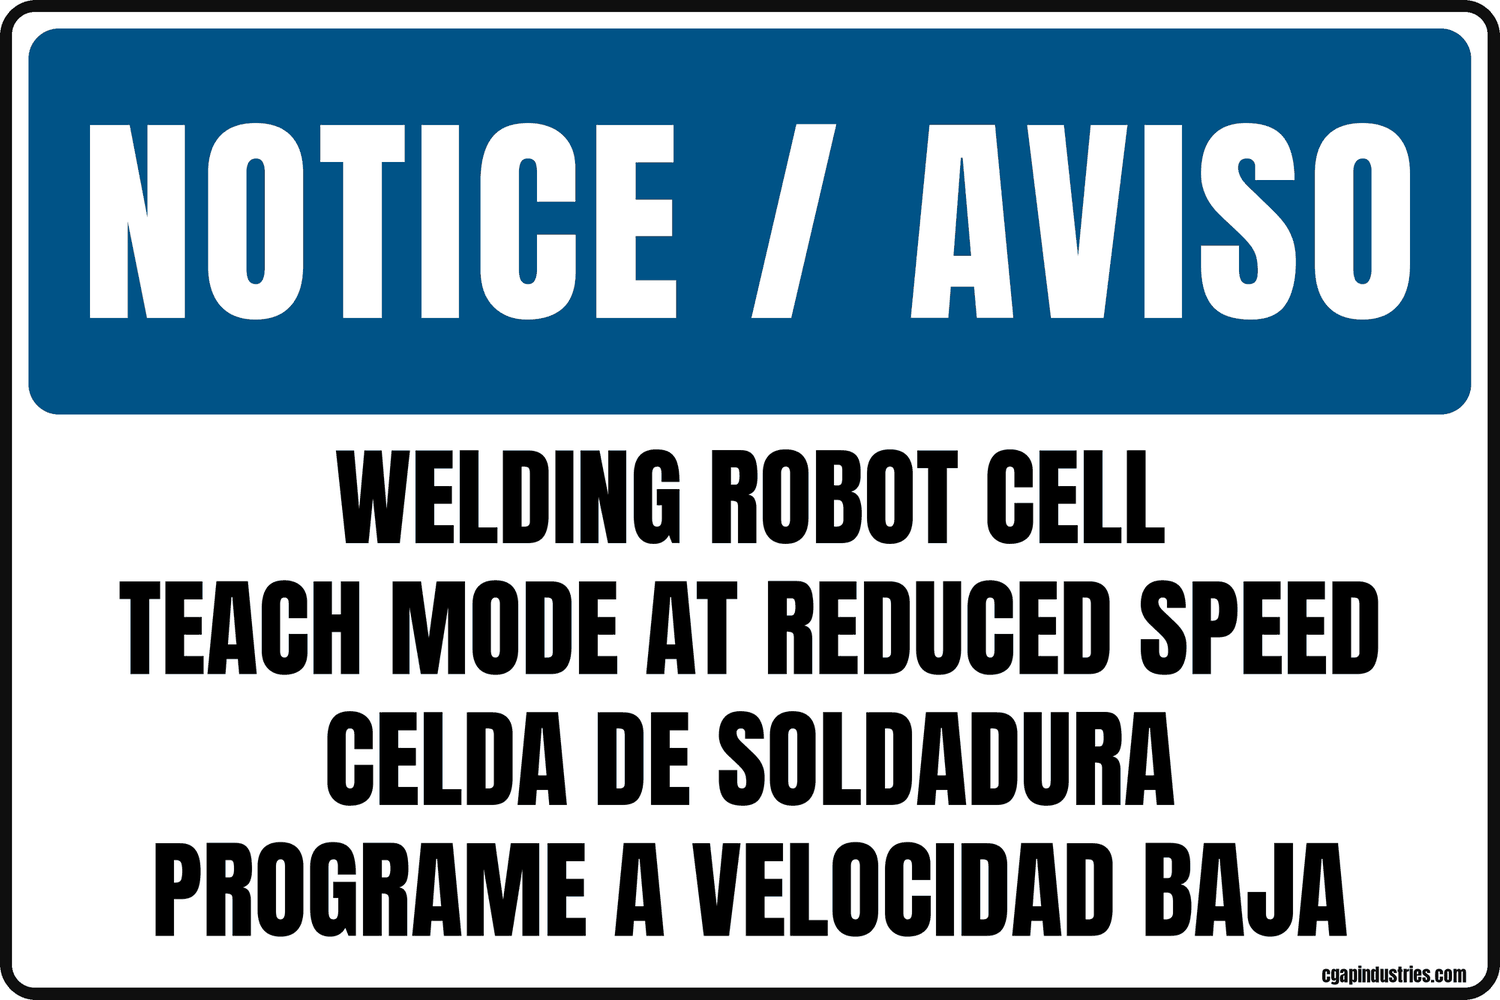 NOTICE / AVISO
WELDING ROBOT CELL
TEACH MODE AT REDUCED SPEED
CELDA DE SOLDADURA
PROGRAME A VELOCIDAD BAJA
cgapindustries.com